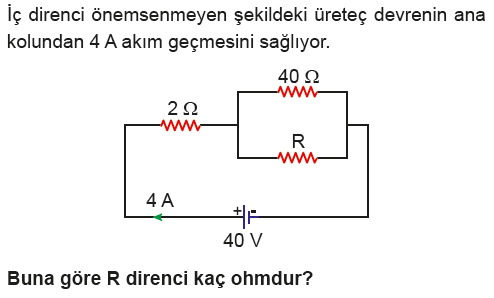 İç direnci önemsenmeyen şekildeki üreteç devrenin ana
kolundan 4 A akım geçmesini sağlıyor.
40 Ω
2 Ω
R
4 A
+ -
40 V
Buna göre R direnci kaç ohmdur?